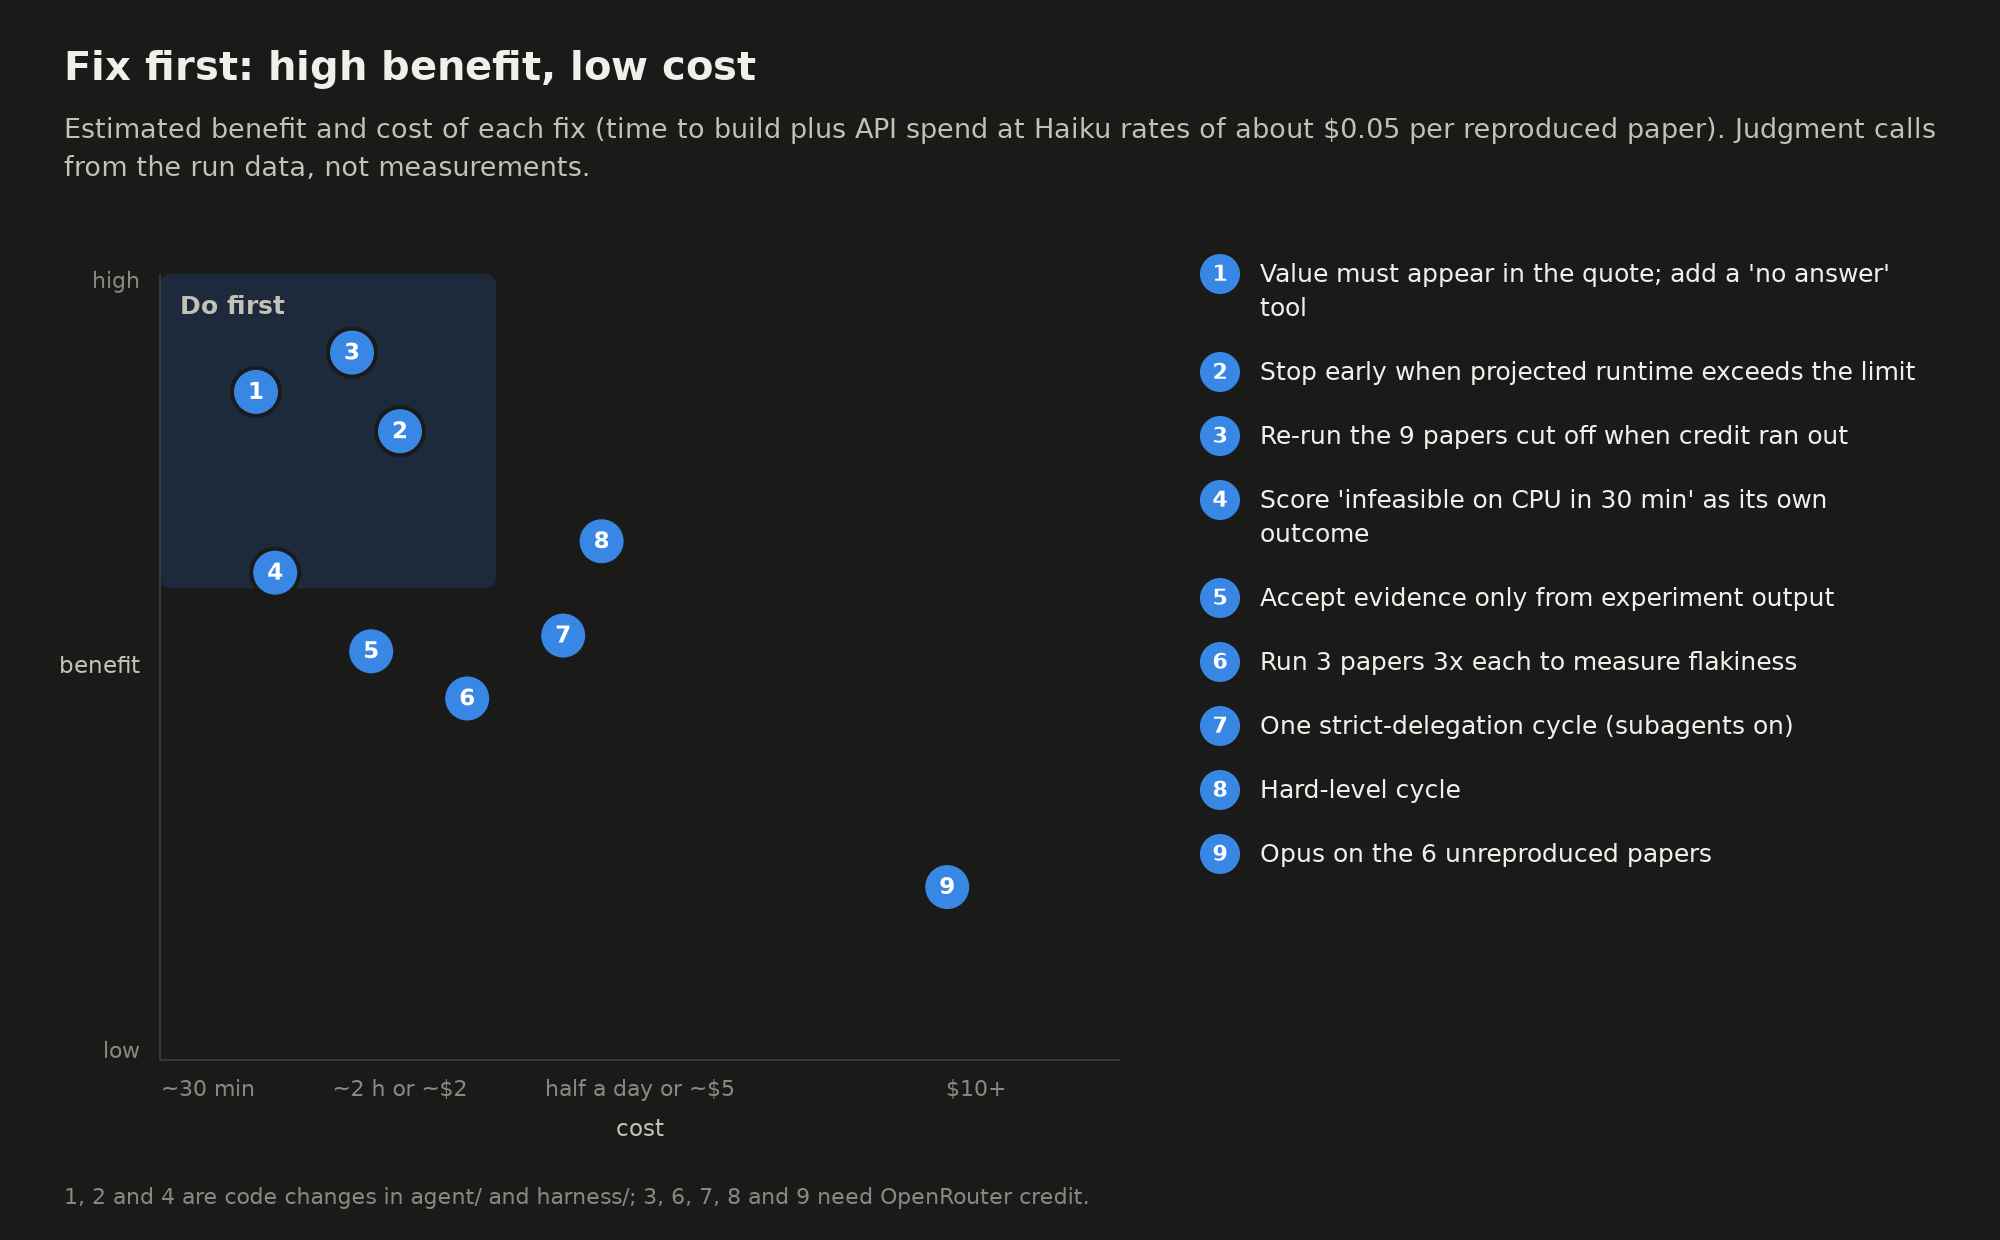 Fix first: high benefit, low cost
Estimated benefit and cost of each fix (time to build plus API spend at Haiku rates of about $0.05 per reproduced paper). Judgment calls
from the run data, not measurements.
high
Do first
3
1
2
8
4
7
5
benefit
6
9
low
~30 min
~2 h or ~$2
half a day or ~$5
$10+
cost
1 Value must appear in the quote; add a 'no answer'
tool
2 Stop early when projected runtime exceeds the limit
3 Re-run the 9 papers cut off when credit ran out
4 Score 'infeasible on CPU in 30 min' as its own
outcome
5 Accept evidence only from experiment output
6 Run 3 papers 3x each to measure flakiness
7 One strict-delegation cycle (subagents on)
8 Hard-level cycle
9 Opus on the 6 unreproduced papers
1, 2 and 4 are code changes in agent/ and harness/; 3, 6, 7, 8 and 9 need OpenRouter credit.